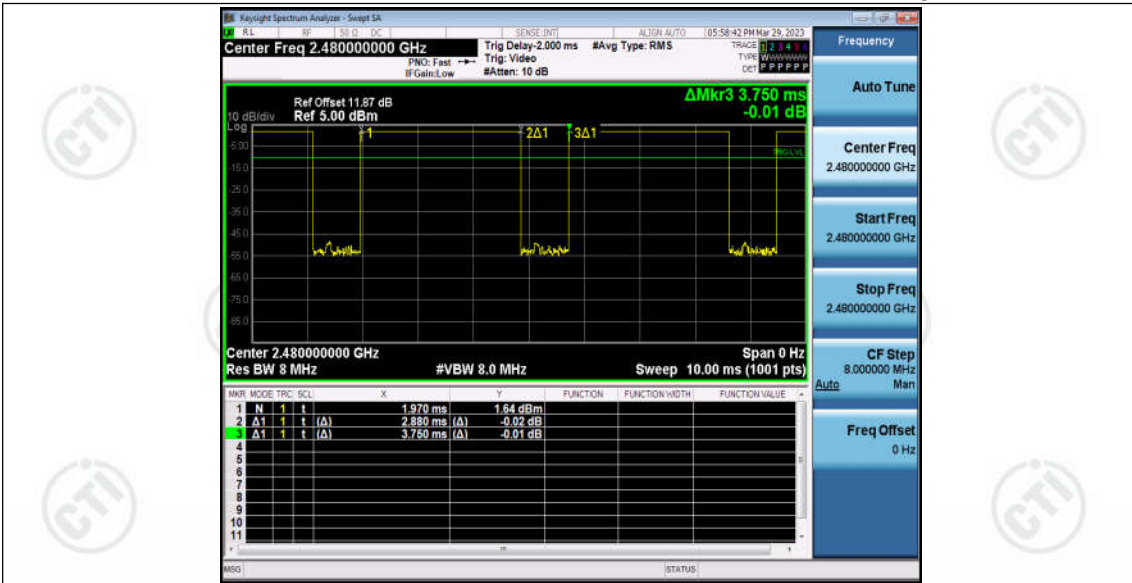 Keysight Spectrum Analyzer - Swept SA
RL RF 50 Ω DC SENSE:INT ALIGN AUTO 05:58:42 PM Mar 29, 2023
Center Freq 2.480000000 GHz Trig Delay-2.000 ms #Avg Type: RMS TRACE 1 2 3 4 5 6
PNO: Fast Trig: Video TYPE WWWWWW
IFGain:Low #Atten: 10 dB DET P P P P P P
Frequency
Auto Tune
Center Freq
2.480000000 GHz
Start Freq
2.480000000 GHz
Stop Freq
2.480000000 GHz
CF Step
8.000000 MHz
Auto Man
Freq Offset
0 Hz
ΔMkr3 3.750 ms
-0.01 dB
Ref Offset 11.87 dB
10 dB/div Ref 5.00 dBm
Log
1 2Δ1 3Δ1
TRIG LVL
-5.00
-15.0
-25.0
-35.0
-45.0
-55.0
-65.0
-75.0
-85.0
Center 2.480000000 GHz Span 0 Hz
Res BW 8 MHz #VBW 8.0 MHz Sweep 10.00 ms (1001 pts)
MKR MODE TRC SCL X Y FUNCTION FUNCTION WIDTH FUNCTION VALUE
1 N 1 t 1.970 ms 1.64 dBm
2 Δ1 1 t (Δ) 2.880 ms (Δ) -0.02 dB
3 Δ1 1 t (Δ) 3.750 ms (Δ) -0.01 dB
4
5
6
7
8
9
10
11
MSG STATUS
CTI
CTI
CTI
CTI